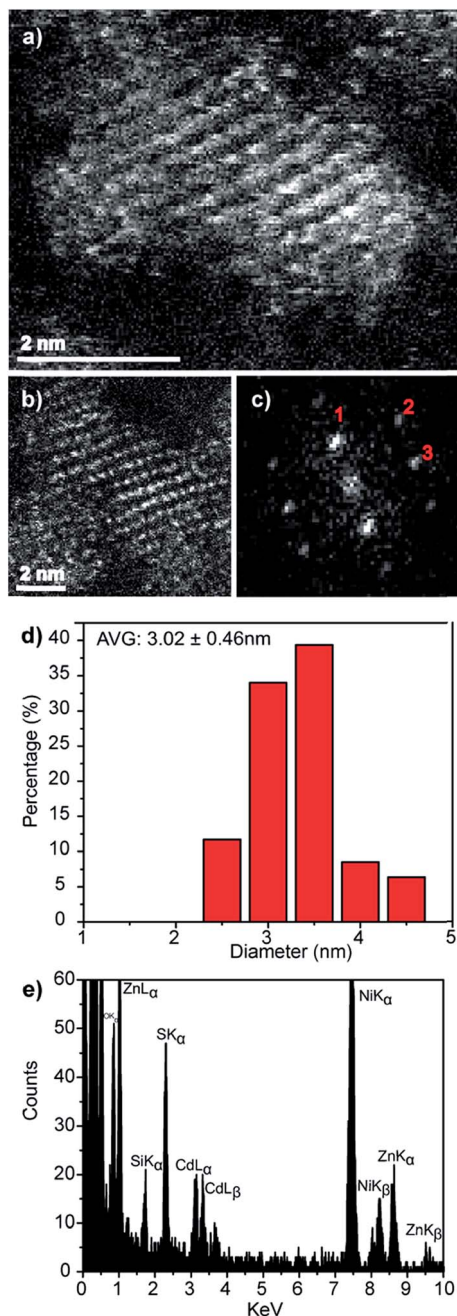 a)
2 nm
b)
2 nm
c)
1
2
3
d)
AVG: 3.02 ± 0.46nm
40
35
30
25
20
15
10
5
0
Percentage (%)
1 2 3 4 5
Diameter (nm)
e)
60
50
40
30
20
10
0
Counts
ZnLα
SKα
SiKα
CdLα
CdLβ
NiKα
NiKβ
ZnKα
ZnKβ
0 1 2 3 4 5 6 7 8 9 10
KeV